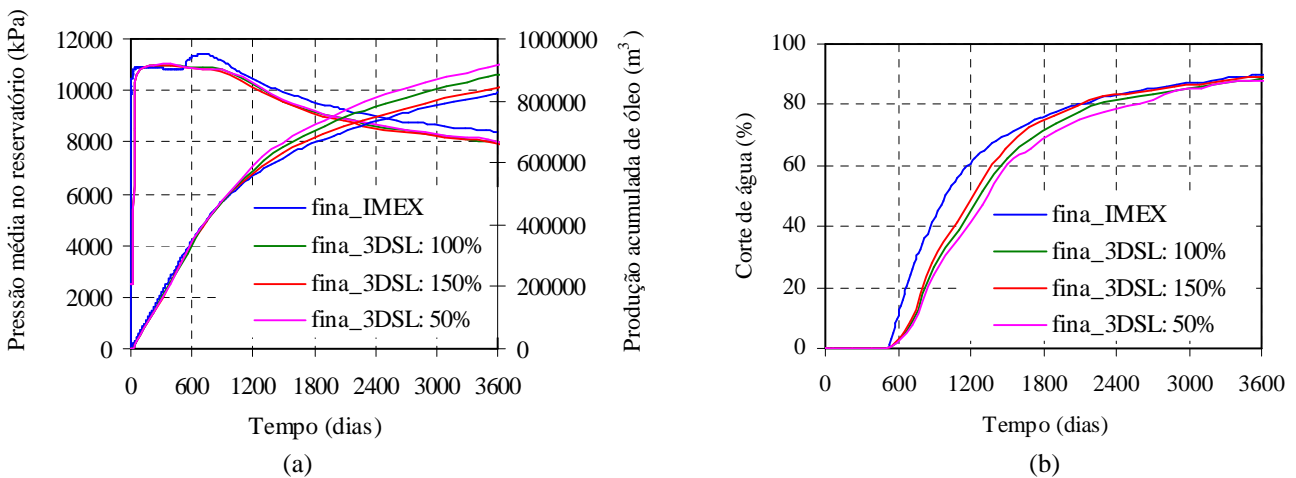 Pressão média no reservatório (kPa)
12000
10000
8000
6000
4000
2000
0
1000000
800000
600000
400000
200000
0
Produção acumulada de óleo (m³ )
fina_IMEX
fina_3DSL: 100%
fina_3DSL: 150%
fina_3DSL: 50%
0 600 1200 1800 2400 3000 3600
Tempo (dias)
(a)
Corte de água (%)
100
80
60
40
20
0
fina_IMEX
fina_3DSL: 100%
fina_3DSL: 150%
fina_3DSL: 50%
0 600 1200 1800 2400 3000 3600
Tempo (dias)
(b)